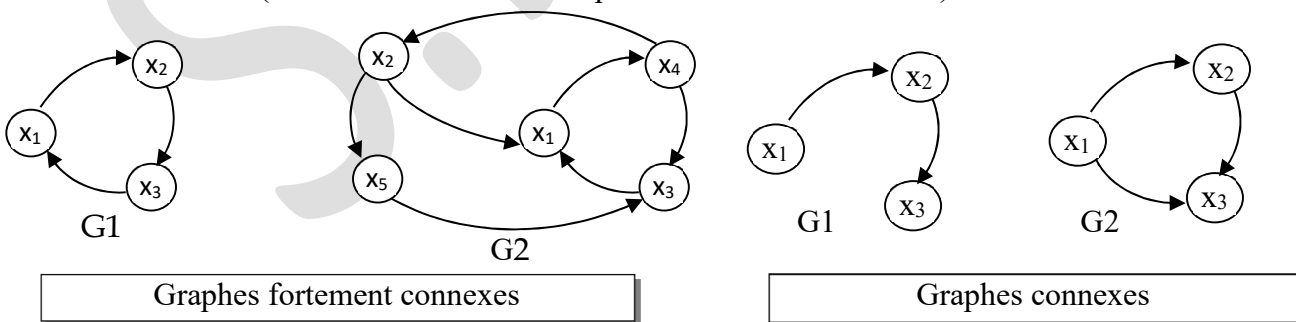 x₂
x₁
x₃
G1
x₂
x₄
x₁
x₅
x₃
G2
Graphes fortement connexes
x₂
x₁
x₃
G1
x₂
x₁
x₃
G2
Graphes connexes